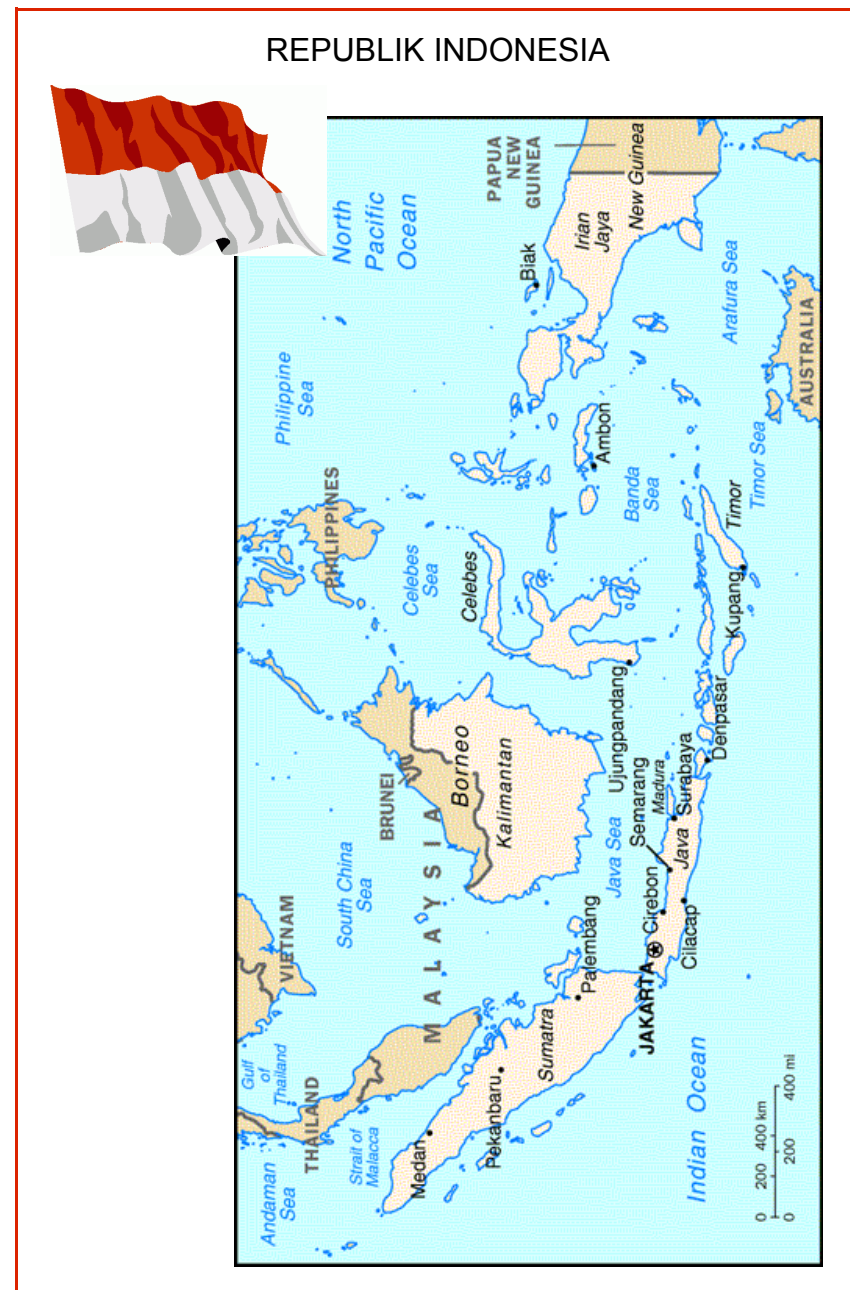 REPUBLIK INDONESIA
North
Pacific
Ocean
PAPUA
NEW
GUINEA
New Guinea
Irian
Jaya
Biak
Arafura Sea
AUSTRALIA
Philippine
Sea
Ambon
Banda
Sea
Timor Sea
Timor
PHILIPPINES
Celebes
Sea
Celebes
Kupang
Ujungpandang
Denpasar
BRUNEI
Borneo
Kalimantan
Java Sea
Semarang
Madura
Surabaya
Java
South China
Sea
MALAYSIA
VIETNAM
Palembang
Cirebon
Cilacap
JAKARTA
Gulf
of
Thailand
THAILAND
Strait of
Malacca
Andaman
Sea
Medan
Pekanbaru
Sumatra
Indian Ocean
0 200 400 km
0 200 400 mi